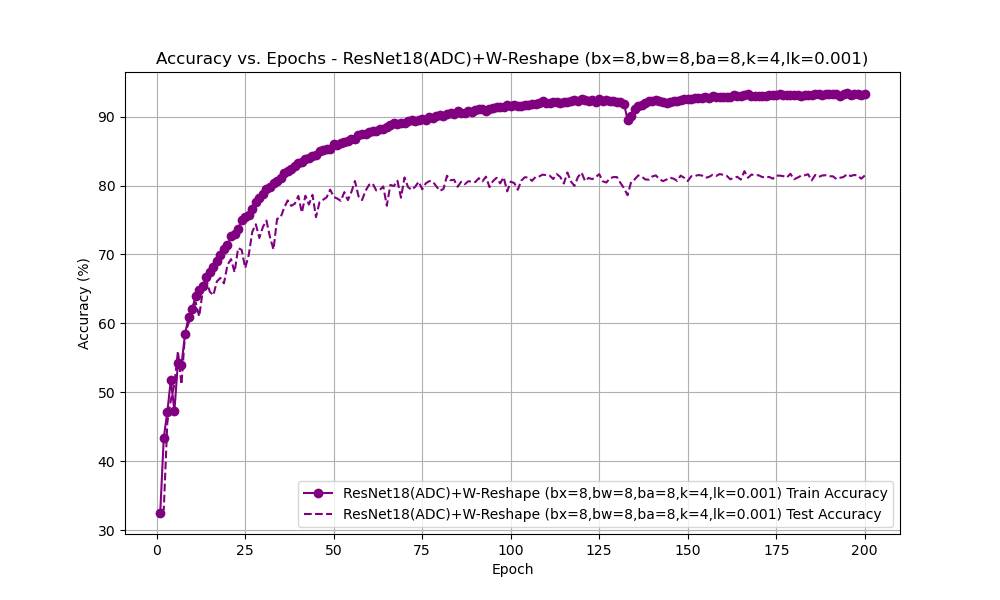 Accuracy vs. Epochs - ResNet18(ADC)+W-Reshape (bx=8,bw=8,ba=8,k=4,lk=0.001)
Accuracy (%)
90
80
70
60
50
40
30
ResNet18(ADC)+W-Reshape (bx=8,bw=8,ba=8,k=4,lk=0.001) Train Accuracy
ResNet18(ADC)+W-Reshape (bx=8,bw=8,ba=8,k=4,lk=0.001) Test Accuracy
0 25 50 75 100 125 150 175 200
Epoch